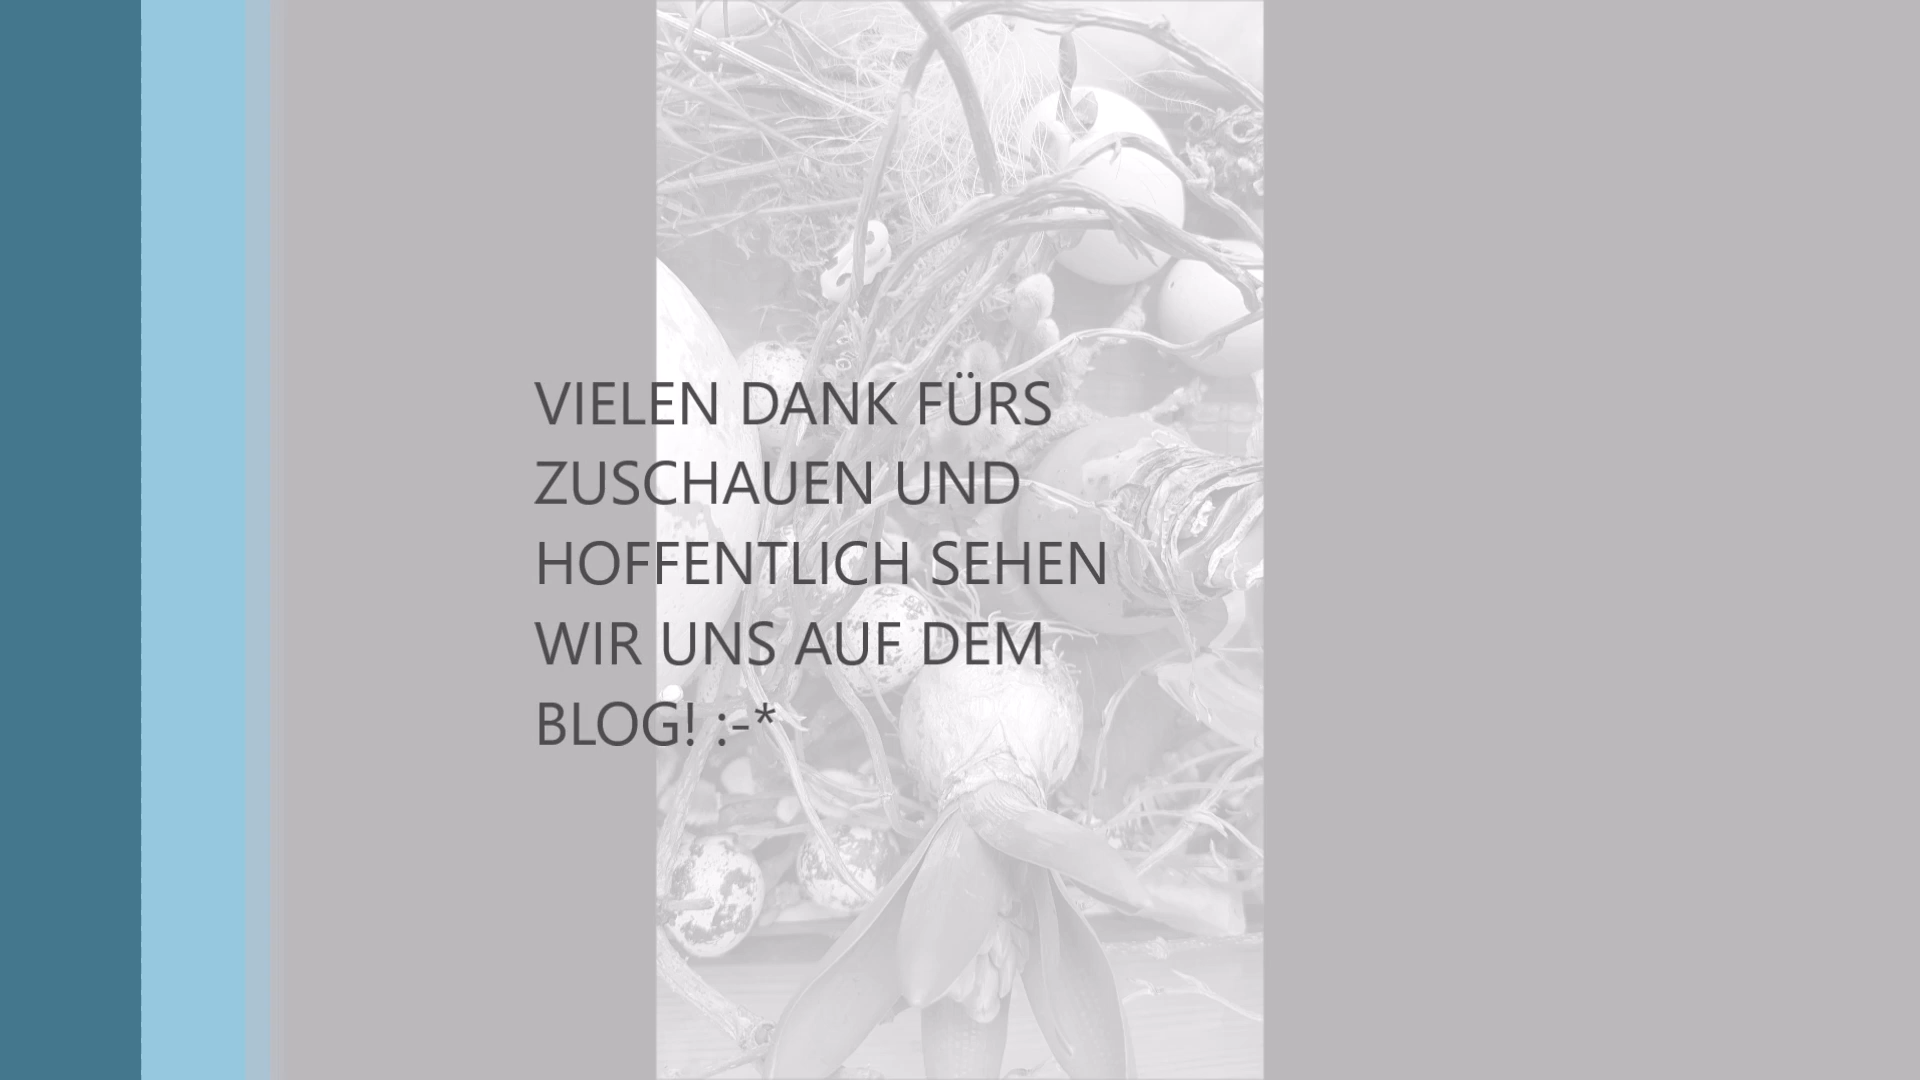 VIELEN DANK FÜRS
ZUSCHAUEN UND
HOFFENTLICH SEHEN
WIR UNS AUF DEM
BLOG! :-*